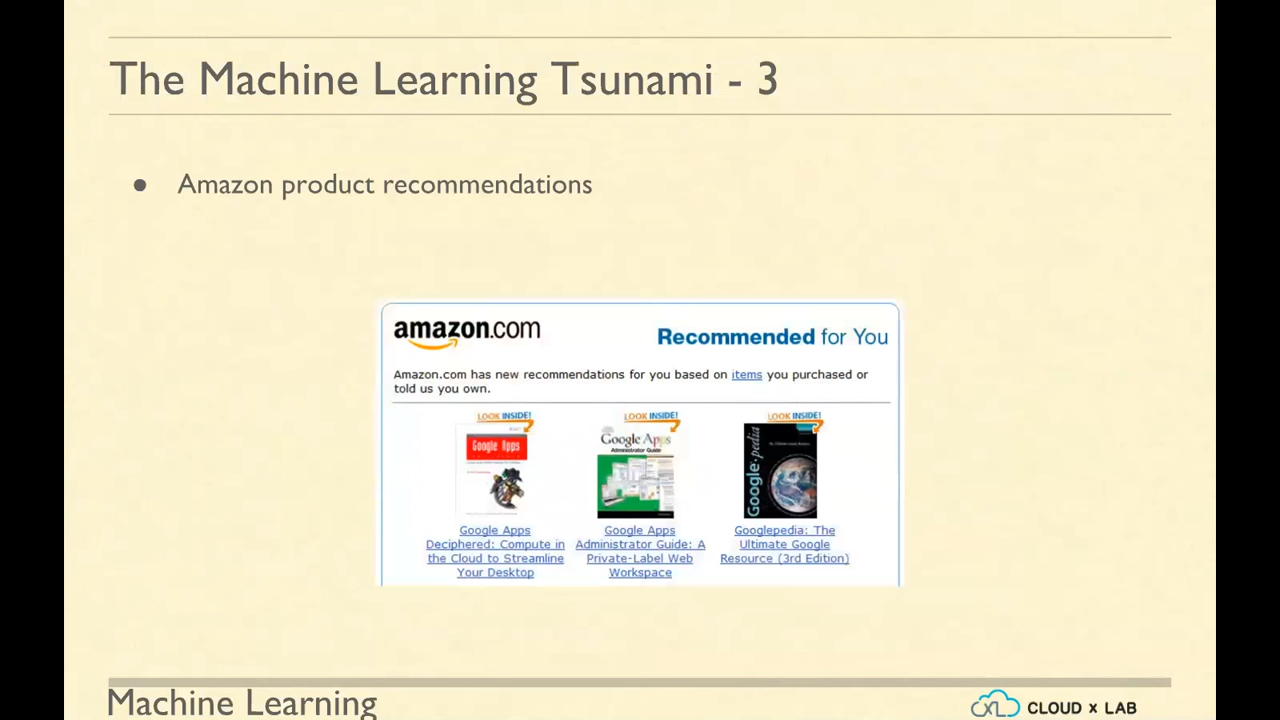 The Machine Learning Tsunami - 3
● Amazon product recommendations
amazon.com
Recommended for You
Amazon.com has new recommendations for you based on items you purchased or
told us you own.
LOOK INSIDE! LOOK INSIDE! LOOK INSIDE!
Google Apps
Google Apps
Administrator Guide
Google·pedia
Google Apps
Deciphered: Compute in
the Cloud to Streamline
Your Desktop
Google Apps
Administrator Guide: A
Private-Label Web
Workspace
Googlepedia: The
Ultimate Google
Resource (3rd Edition)
Machine Learning
CLOUD x LAB